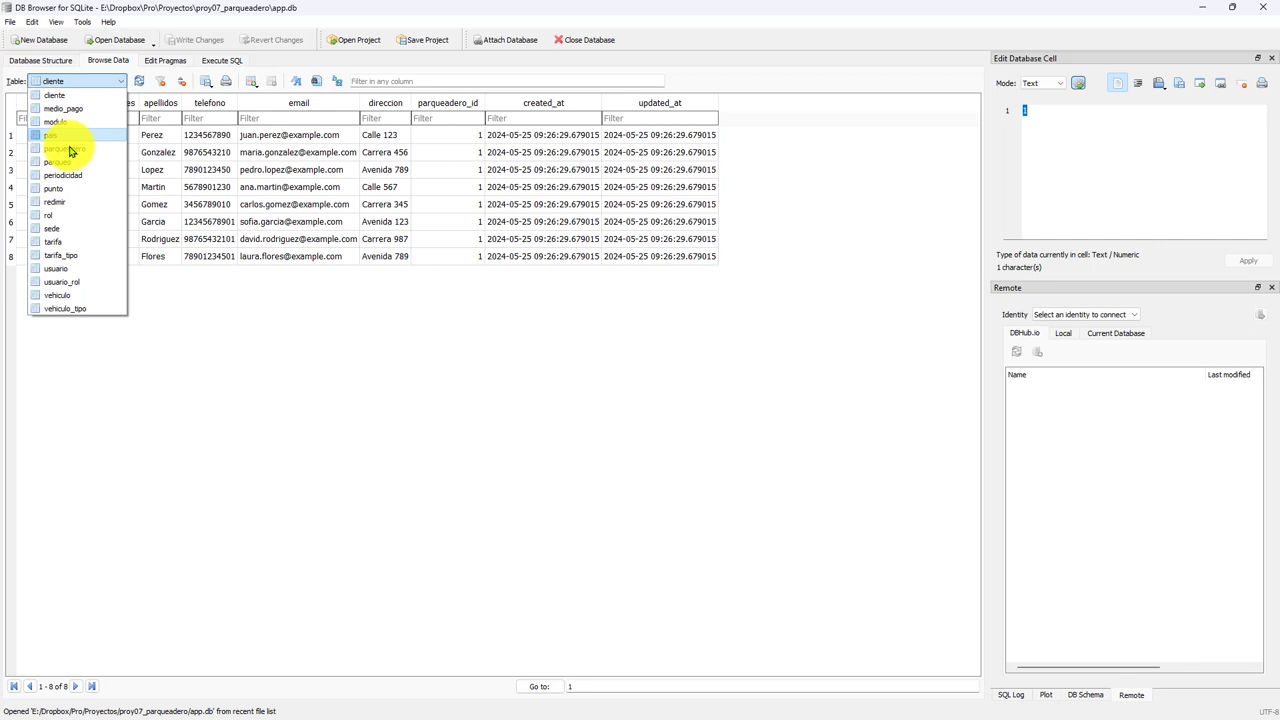 DB Browser for SQLite - E:\Dropbox\Pro\Proyectos\proy07_parqueadero\app.db
File Edit View Tools Help
New Database Open Database Write Changes Revert Changes Open Project Save Project Attach Database Close Database
Database Structure Browse Data Edit Pragmas Execute SQL
Table: cliente Filter in any column
cliente
medio_pago
modulo
pais
parqueadero
parqueo
periodicidad
punto
redimir
rol
sede
tarifa
tarifa_tipo
usuario
usuario_rol
vehiculo
vehiculo_tipo
apellidos telefono email direccion parqueadero_id created_at updated_at
Filter Filter Filter Filter Filter Filter Filter
1 Perez 1234567890 juan.perez@example.com Calle 123 1 2024-05-25 09:26:29.679015 2024-05-25 09:26:29.679015
2 Gonzalez 9876543210 maria.gonzalez@example.com Carrera 456 1 2024-05-25 09:26:29.679015 2024-05-25 09:26:29.679015
3 Lopez 7890123450 pedro.lopez@example.com Avenida 789 1 2024-05-25 09:26:29.679015 2024-05-25 09:26:29.679015
4 Martin 5678901230 ana.martin@example.com Calle 567 1 2024-05-25 09:26:29.679015 2024-05-25 09:26:29.679015
5 Gomez 3456789010 carlos.gomez@example.com Carrera 345 1 2024-05-25 09:26:29.679015 2024-05-25 09:26:29.679015
6 Garcia 12345678901 sofia.garcia@example.com Avenida 123 1 2024-05-25 09:26:29.679015 2024-05-25 09:26:29.679015
7 Rodriguez 98765432101 david.rodriguez@example.com Carrera 987 1 2024-05-25 09:26:29.679015 2024-05-25 09:26:29.679015
8 Flores 78901234501 laura.flores@example.com Avenida 789 1 2024-05-25 09:26:29.679015 2024-05-25 09:26:29.679015
1 - 8 of 8 Go to: 1
Opened 'E:/Dropbox/Pro/Proyectos/proy07_parqueadero/app.db' from recent file list
Edit Database Cell
Mode: Text
1 1
Type of data currently in cell: Text / Numeric
1 character(s)
Apply
Remote
Identity Select an identity to connect
DBHub.io Local Current Database
Name Last modified
SQL Log Plot DB Schema Remote
UTF-8